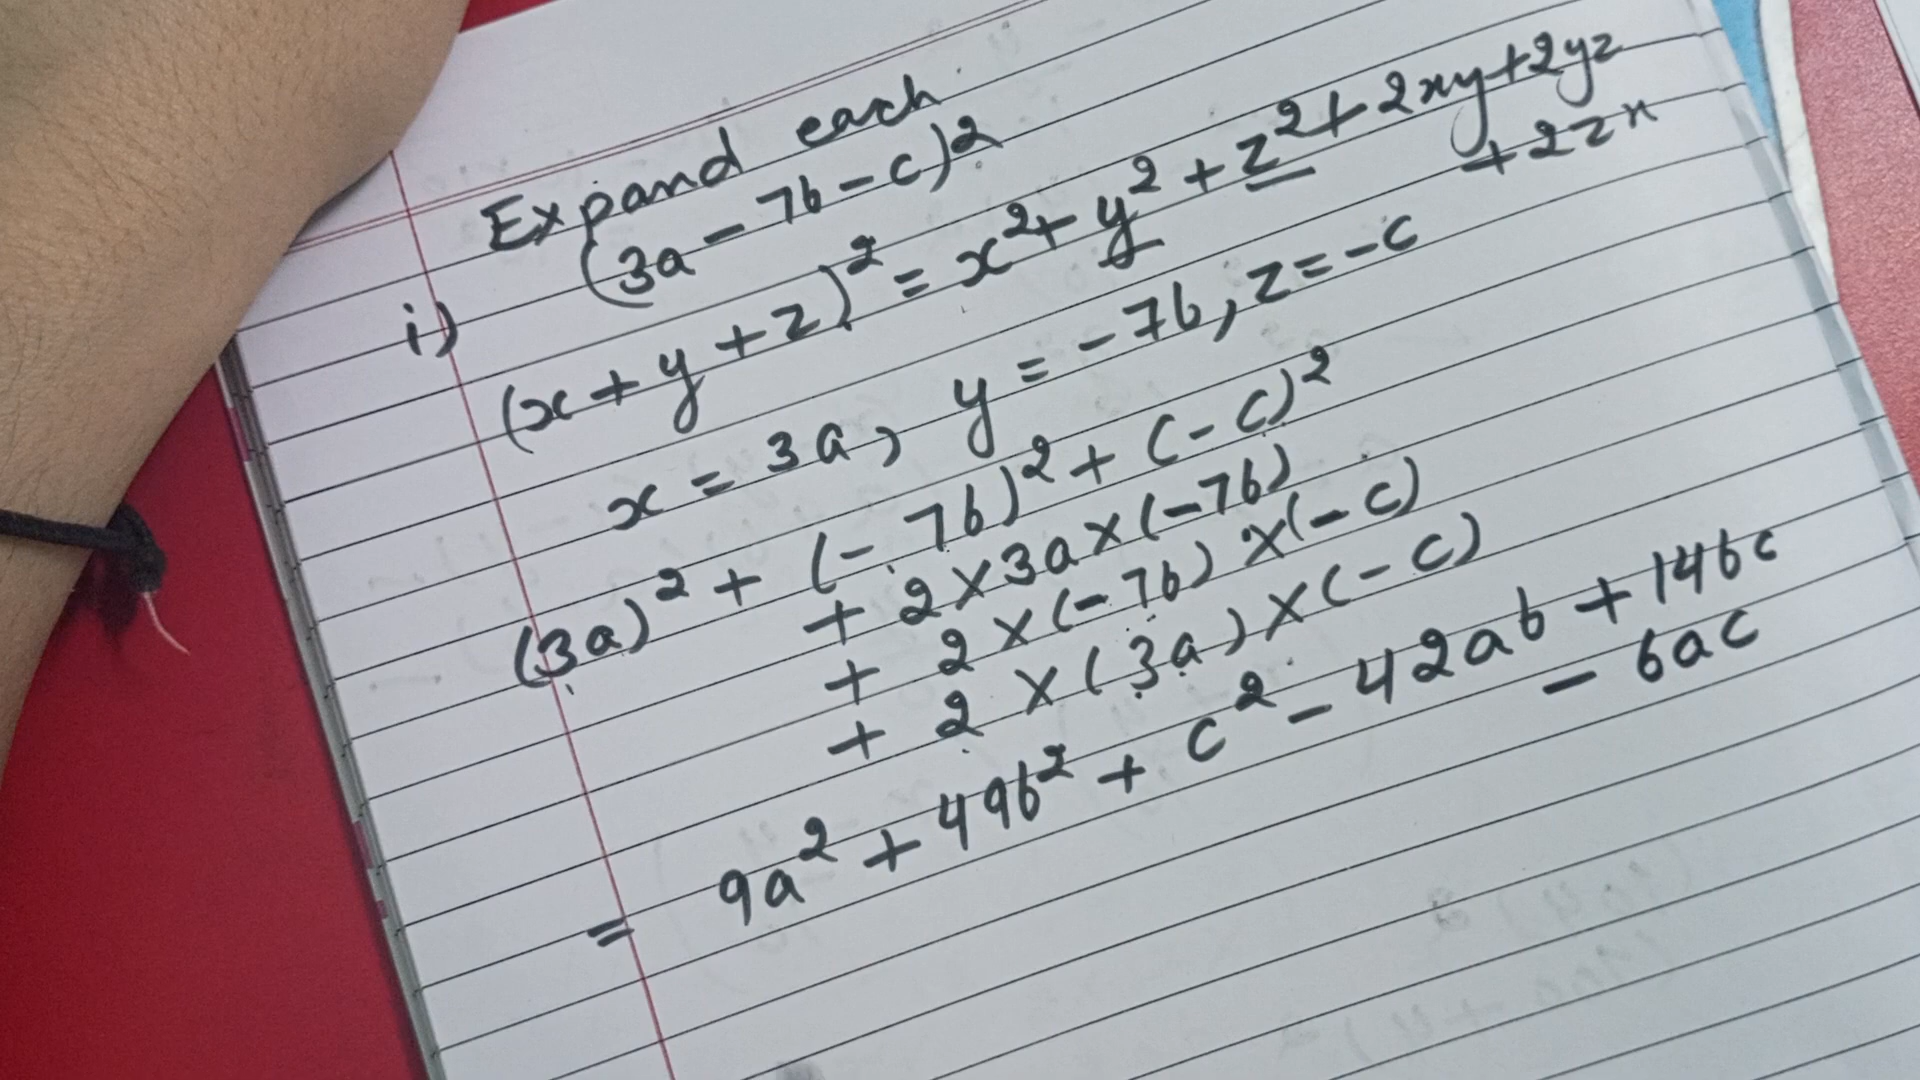 Expand each.
i) (3a - 7b - c)²
(x + y + z)² = x² + y² + z² + 2xy + 2yz
+ 2zx
x = 3a, y = -7b, z = -c
(3a)² + (-7b)² + (-c)²
+ 2 × 3a × (-7b)
+ 2 × (-7b) × (-c)
+ 2 × (3a) × (-c)
= 9a² + 49b² + c² - 42ab + 14bc
- 6ac